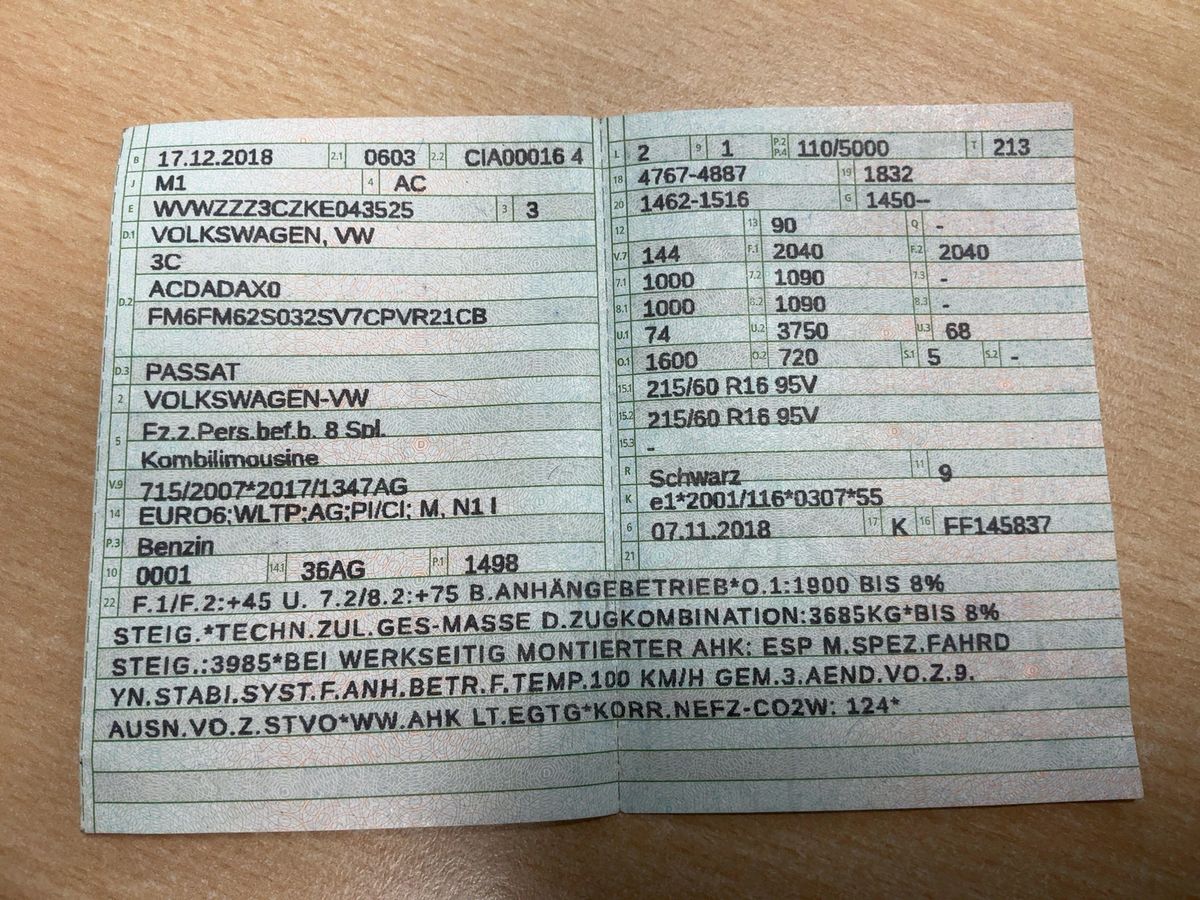 B 17.12.2018 2.1 0603 2.2 CIA00016 4
J M1 4 AC
E WVWZZZ3CZKE043525 3 3
D.1 VOLKSWAGEN, VW
3C
D.2 ACDADAX0
FM6FM62S032SV7CPVR21CB
D.3 PASSAT
2 VOLKSWAGEN-VW
5 Fz.z.Pers.bef.b. 8 Spl.
Kombilimousine
V.9 715/2007*2017/1347AG
14 EURO6;WLTP;AG;PI/CI; M, N1 I
P.3 Benzin
10 0001 14.1 36AG P.1 1498
L 2 9 1 P.2 P.4 110/5000 T 213
18 4767-4887 19 1832
20 1462-1516 G 1450--
12 13 90 Q -
V.7 144 F.1 2040 F.2 2040
7.1 1000 7.2 1090 7.3 -
8.1 1000 8.2 1090 8.3 -
U.1 74 U.2 3750 U.3 68
O.1 1600 O.2 720 S.1 5 S.2 -
15.1 215/60 R16 95V
15.2 215/60 R16 95V
15.3 -
R Schwarz 11 9
K e1*2001/116*0307*55
6 07.11.2018 17 K 16 FF145837
21
22 F.1/F.2:+45 U. 7.2/8.2:+75 B.ANHÄNGEBETRIEB*O.1:1900 BIS 8%
STEIG.*TECHN.ZUL.GES-MASSE D.ZUGKOMBINATION:3685KG*BIS 8%
STEIG.:3985*BEI WERKSEITIG MONTIERTER AHK: ESP M.SPEZ.FAHRD
YN.STABI.SYST.F.ANH.BETR.F.TEMP.100 KM/H GEM.3.AEND.VO.Z.9.
AUSN.VO.Z.STVO*WW.AHK LT.EGTG*KORR.NEFZ-CO2W: 124*